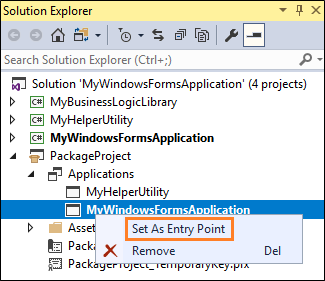 Solution Explorer
Search Solution Explorer (Ctrl+;)
Solution 'MyWindowsFormsApplication' (4 projects)
C# MyBusinessLogicLibrary
C# MyHelperUtility
C# MyWindowsFormsApplication
PackageProject
Applications
MyHelperUtility
MyWindowsFormsApplication
Set As Entry Point
Asset
Remove Del
Packa
PackageProject_TemporaryKey.pfx